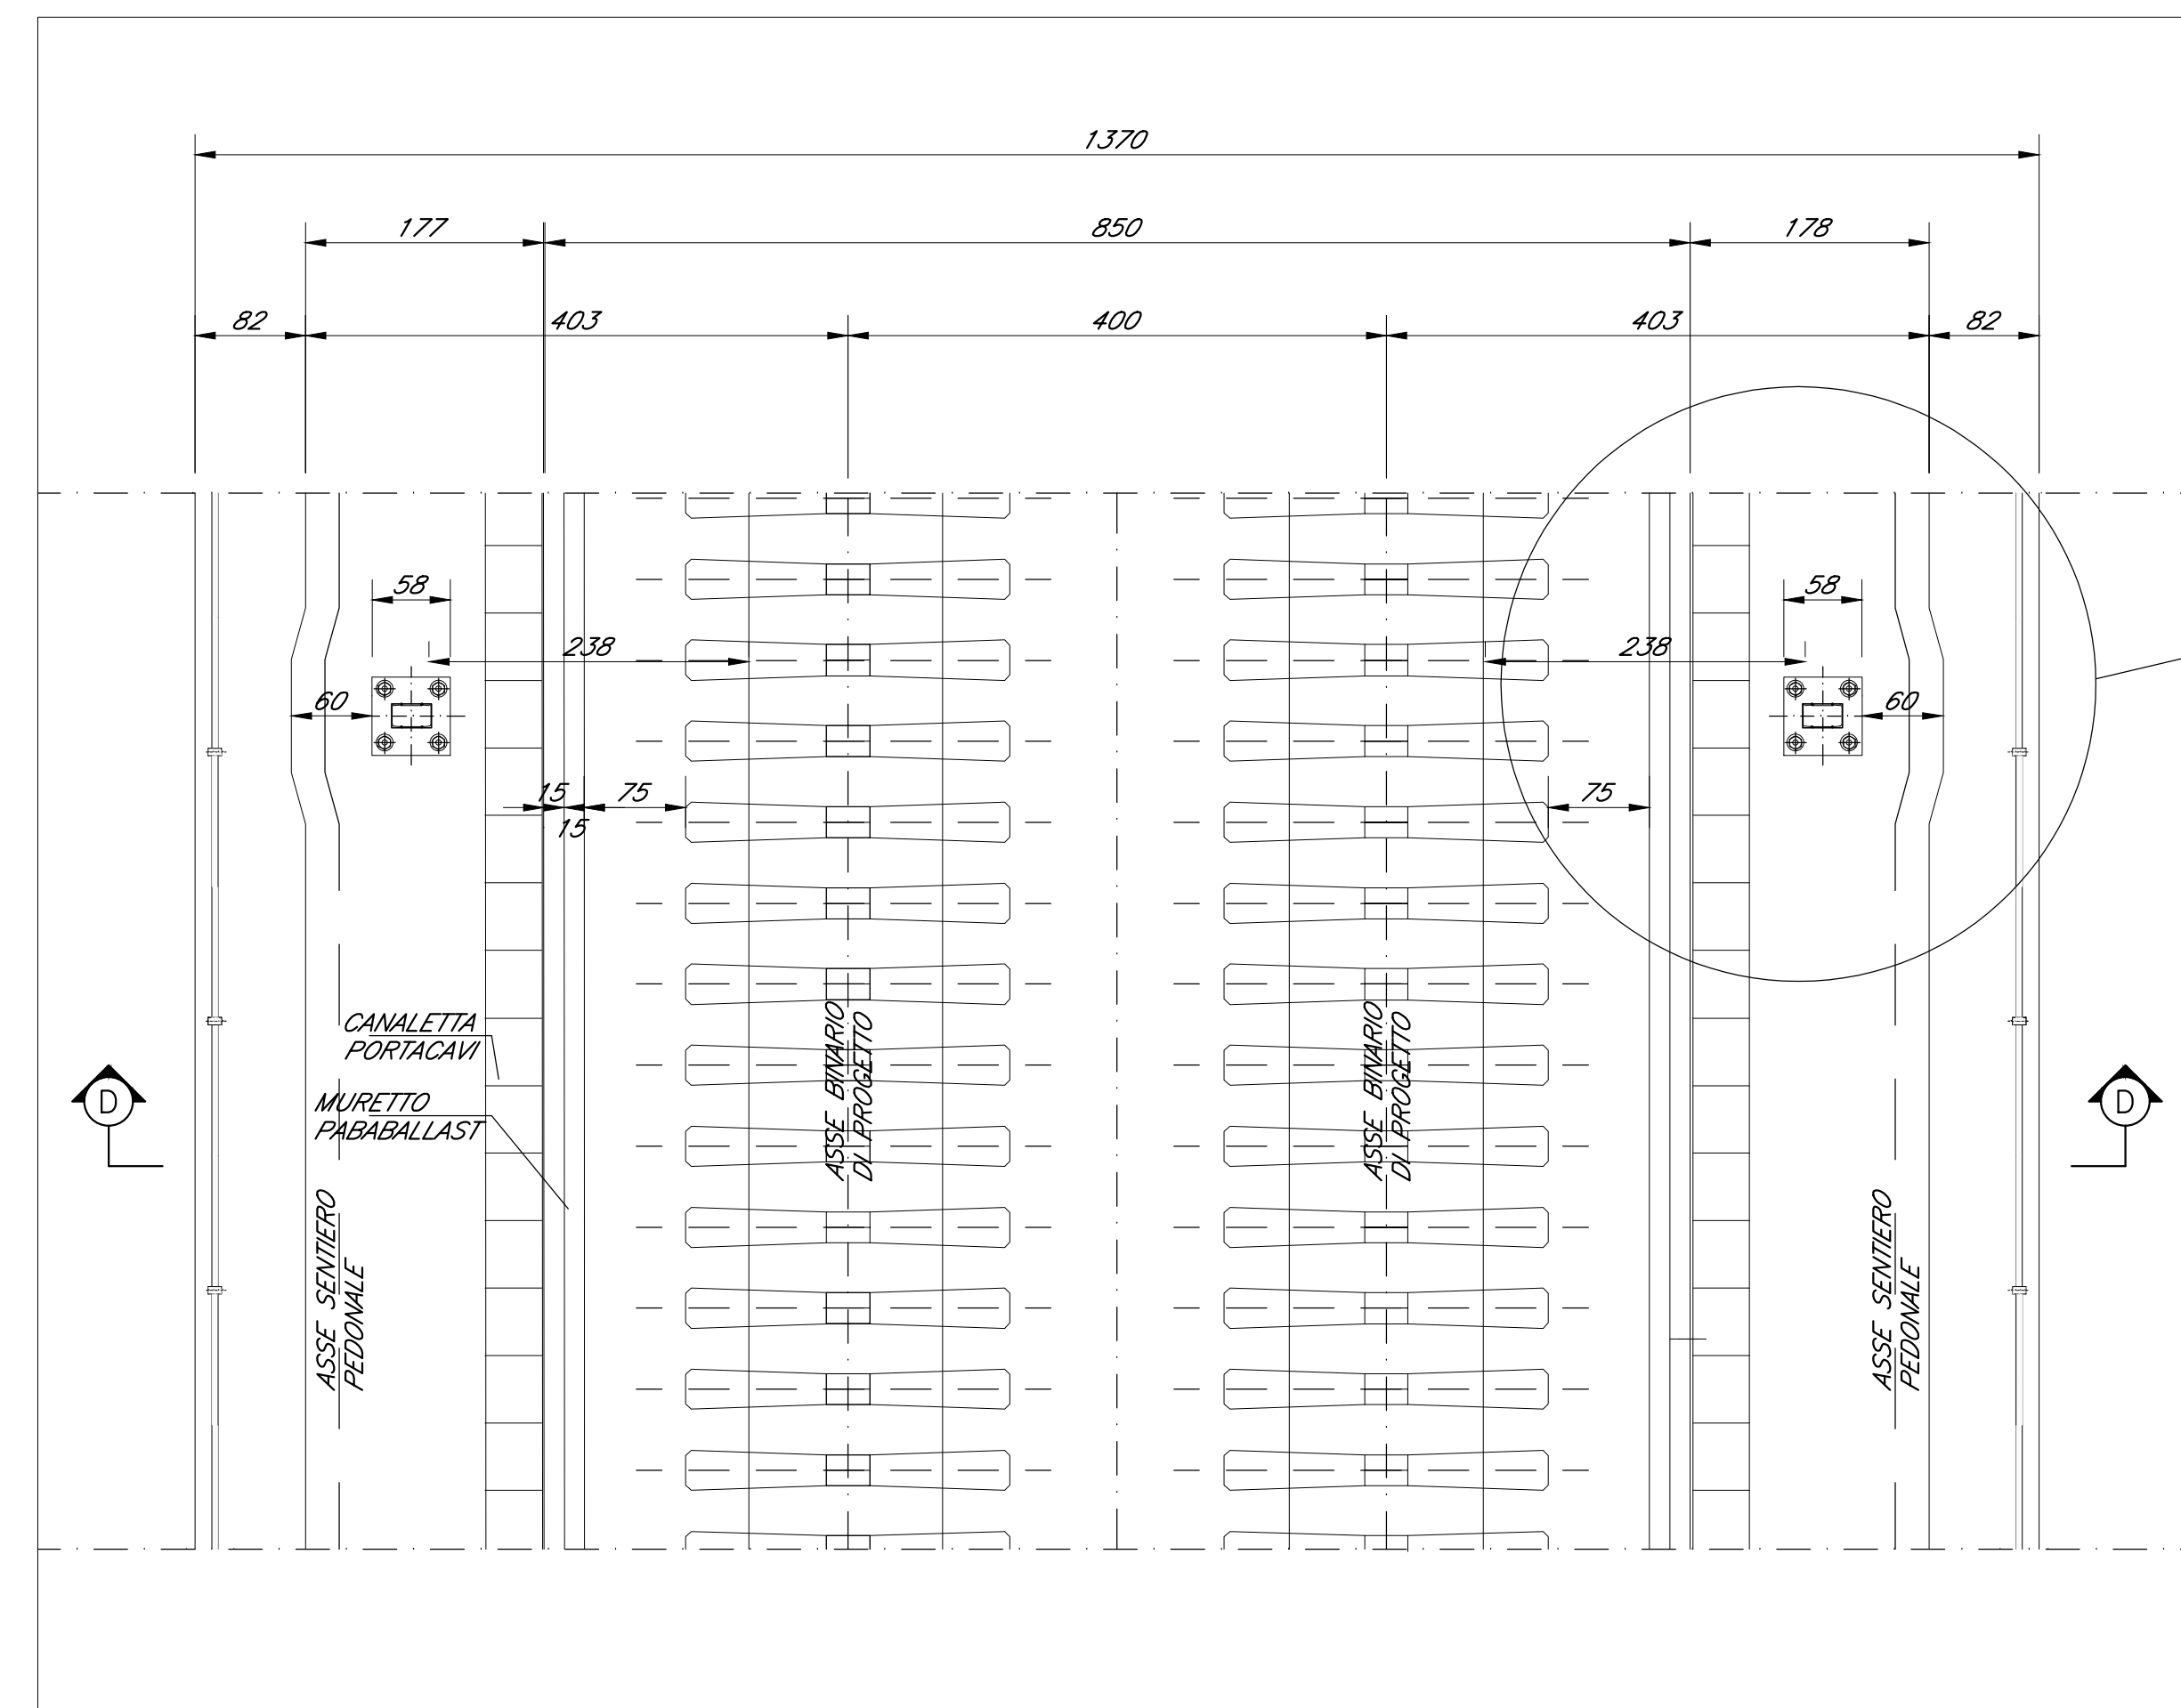 1370
177
850
178
82
403
400
403
82
58
58
238
238
60
60
15
75
75
15
CANALETTA
PORTACAVI
MURETTO
PABABALLAST
ASSE BINARIO
DI PROGETTO
ASSE BINARIO
DI PROGETTO
D
D
ASSE SENTIERO
PEDONALE
ASSE SENTIERO
PEDONALE